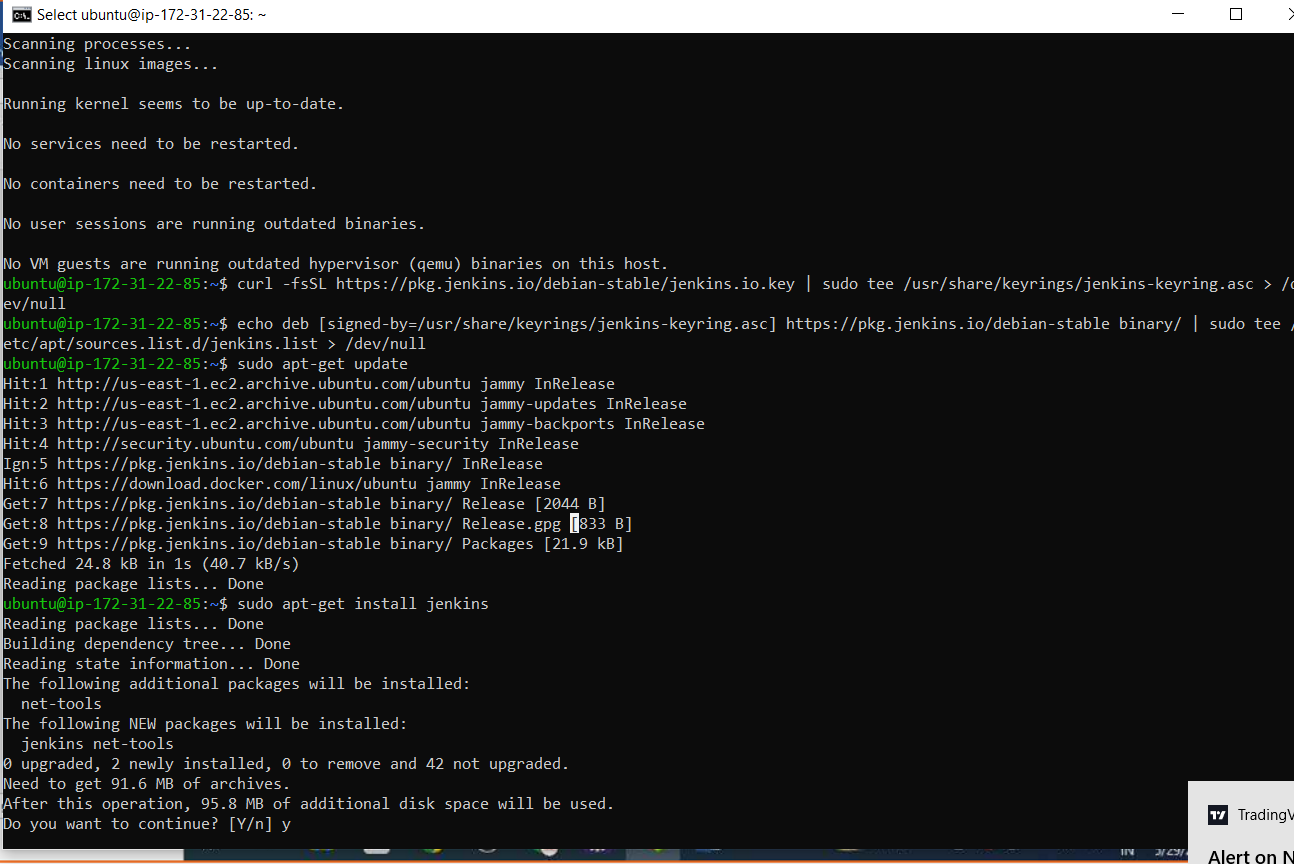 Select ubuntu@ip-172-31-22-85: ~
Scanning processes...
Scanning linux images...
Running kernel seems to be up-to-date.
No services need to be restarted.
No containers need to be restarted.
No user sessions are running outdated binaries.
No VM guests are running outdated hypervisor (qemu) binaries on this host.
ubuntu@ip-172-31-22-85:~$ curl -fsSL https://pkg.jenkins.io/debian-stable/jenkins.io.key | sudo tee /usr/share/keyrings/jenkins-keyring.asc > /d
ev/null
ubuntu@ip-172-31-22-85:~$ echo deb [signed-by=/usr/share/keyrings/jenkins-keyring.asc] https://pkg.jenkins.io/debian-stable binary/ | sudo tee /
etc/apt/sources.list.d/jenkins.list > /dev/null
ubuntu@ip-172-31-22-85:~$ sudo apt-get update
Hit:1 http://us-east-1.ec2.archive.ubuntu.com/ubuntu jammy InRelease
Hit:2 http://us-east-1.ec2.archive.ubuntu.com/ubuntu jammy-updates InRelease
Hit:3 http://us-east-1.ec2.archive.ubuntu.com/ubuntu jammy-backports InRelease
Hit:4 http://security.ubuntu.com/ubuntu jammy-security InRelease
Ign:5 https://pkg.jenkins.io/debian-stable binary/ InRelease
Hit:6 https://download.docker.com/linux/ubuntu jammy InRelease
Get:7 https://pkg.jenkins.io/debian-stable binary/ Release [2044 B]
Get:8 https://pkg.jenkins.io/debian-stable binary/ Release.gpg [833 B]
Get:9 https://pkg.jenkins.io/debian-stable binary/ Packages [21.9 kB]
Fetched 24.8 kB in 1s (40.7 kB/s)
Reading package lists... Done
ubuntu@ip-172-31-22-85:~$ sudo apt-get install jenkins
Reading package lists... Done
Building dependency tree... Done
Reading state information... Done
The following additional packages will be installed:
  net-tools
The following NEW packages will be installed:
  jenkins net-tools
0 upgraded, 2 newly installed, 0 to remove and 42 not upgraded.
Need to get 91.6 MB of archives.
After this operation, 95.8 MB of additional disk space will be used.
Do you want to continue? [Y/n] y
TradingV
Alert on N
IN